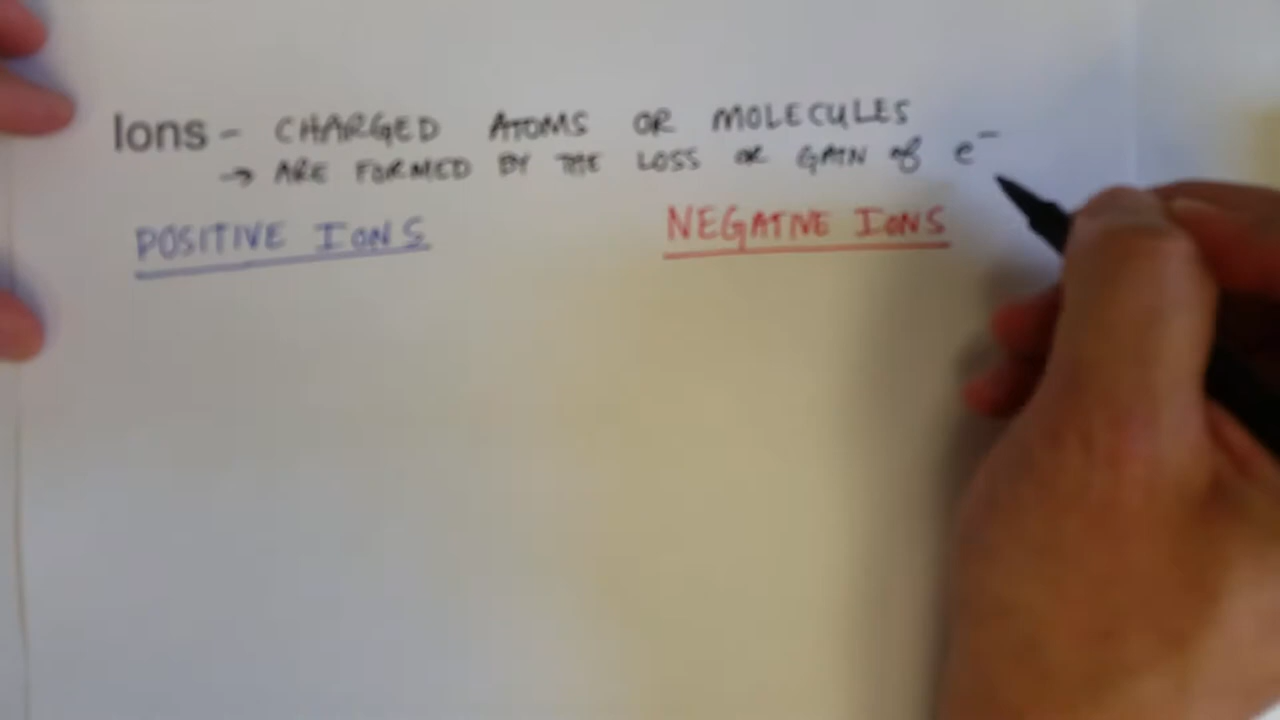 Ions - CHARGED ATOMS OR MOLECULES
→ ARE FORMED BY THE LOSS OR GAIN of e⁻
POSITIVE IONS
NEGATIVE IONS